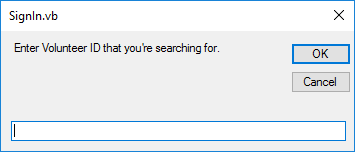 SignIn.vb
Enter Volunteer ID that you're searching for.
OK
Cancel